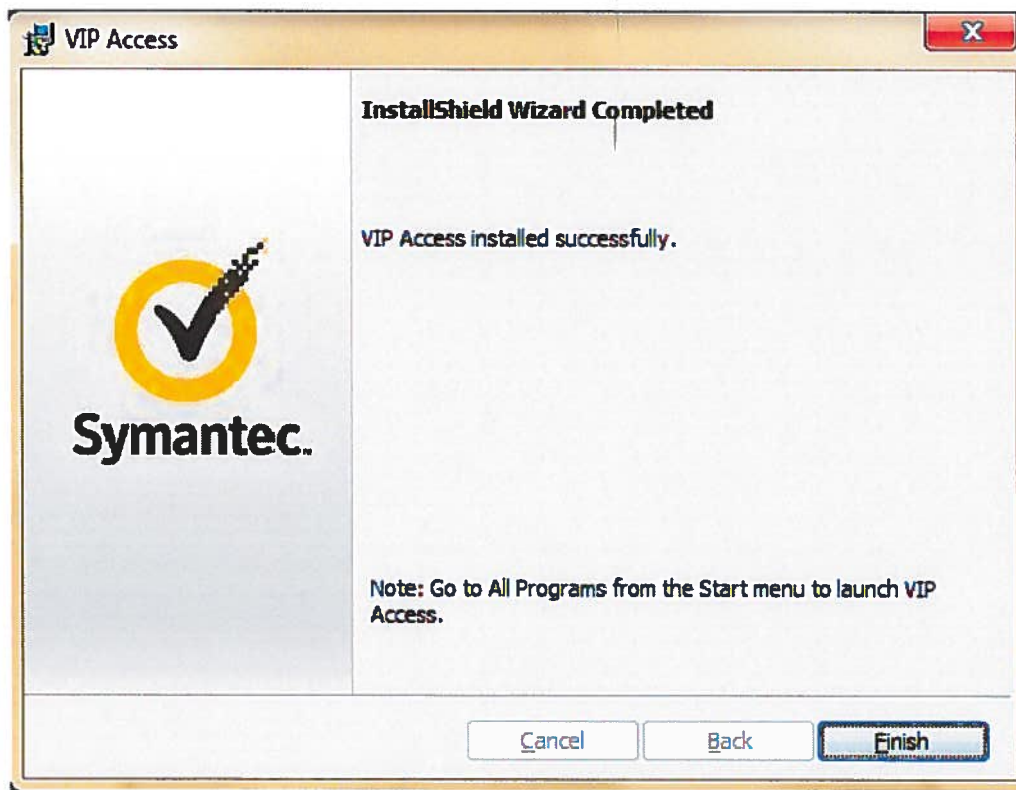 VIP Access
InstallShield Wizard Completed
VIP Access installed successfully.
Symantec™
Note: Go to All Programs from the Start menu to launch VIP
Access.
Cancel
Back
Finish